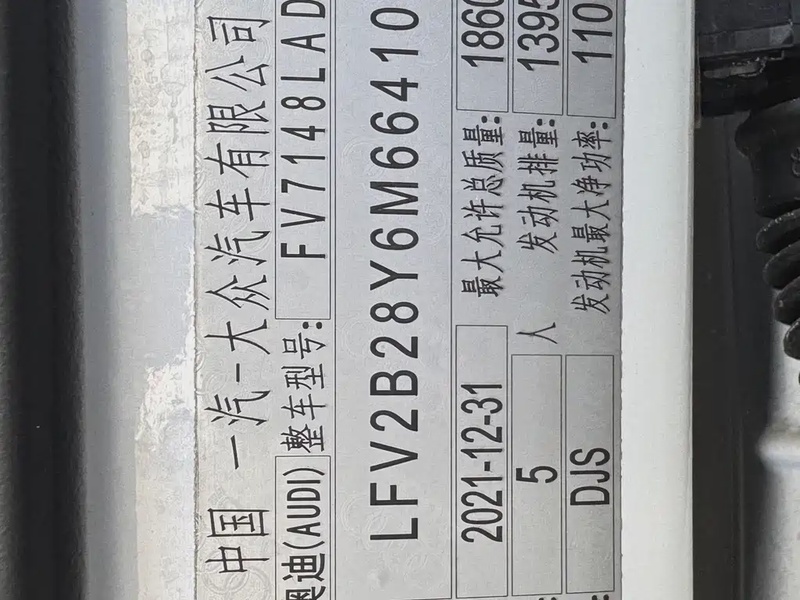 中国 一汽-大众汽车有限公司
奥迪(AUDI) 整车型号: FV7148LAD
LFV2B28Y6M66410
2021-12-31 最大允许总质量: 1860
5 人 发动机排量: 1395
DJS 发动机最大净功率: 110